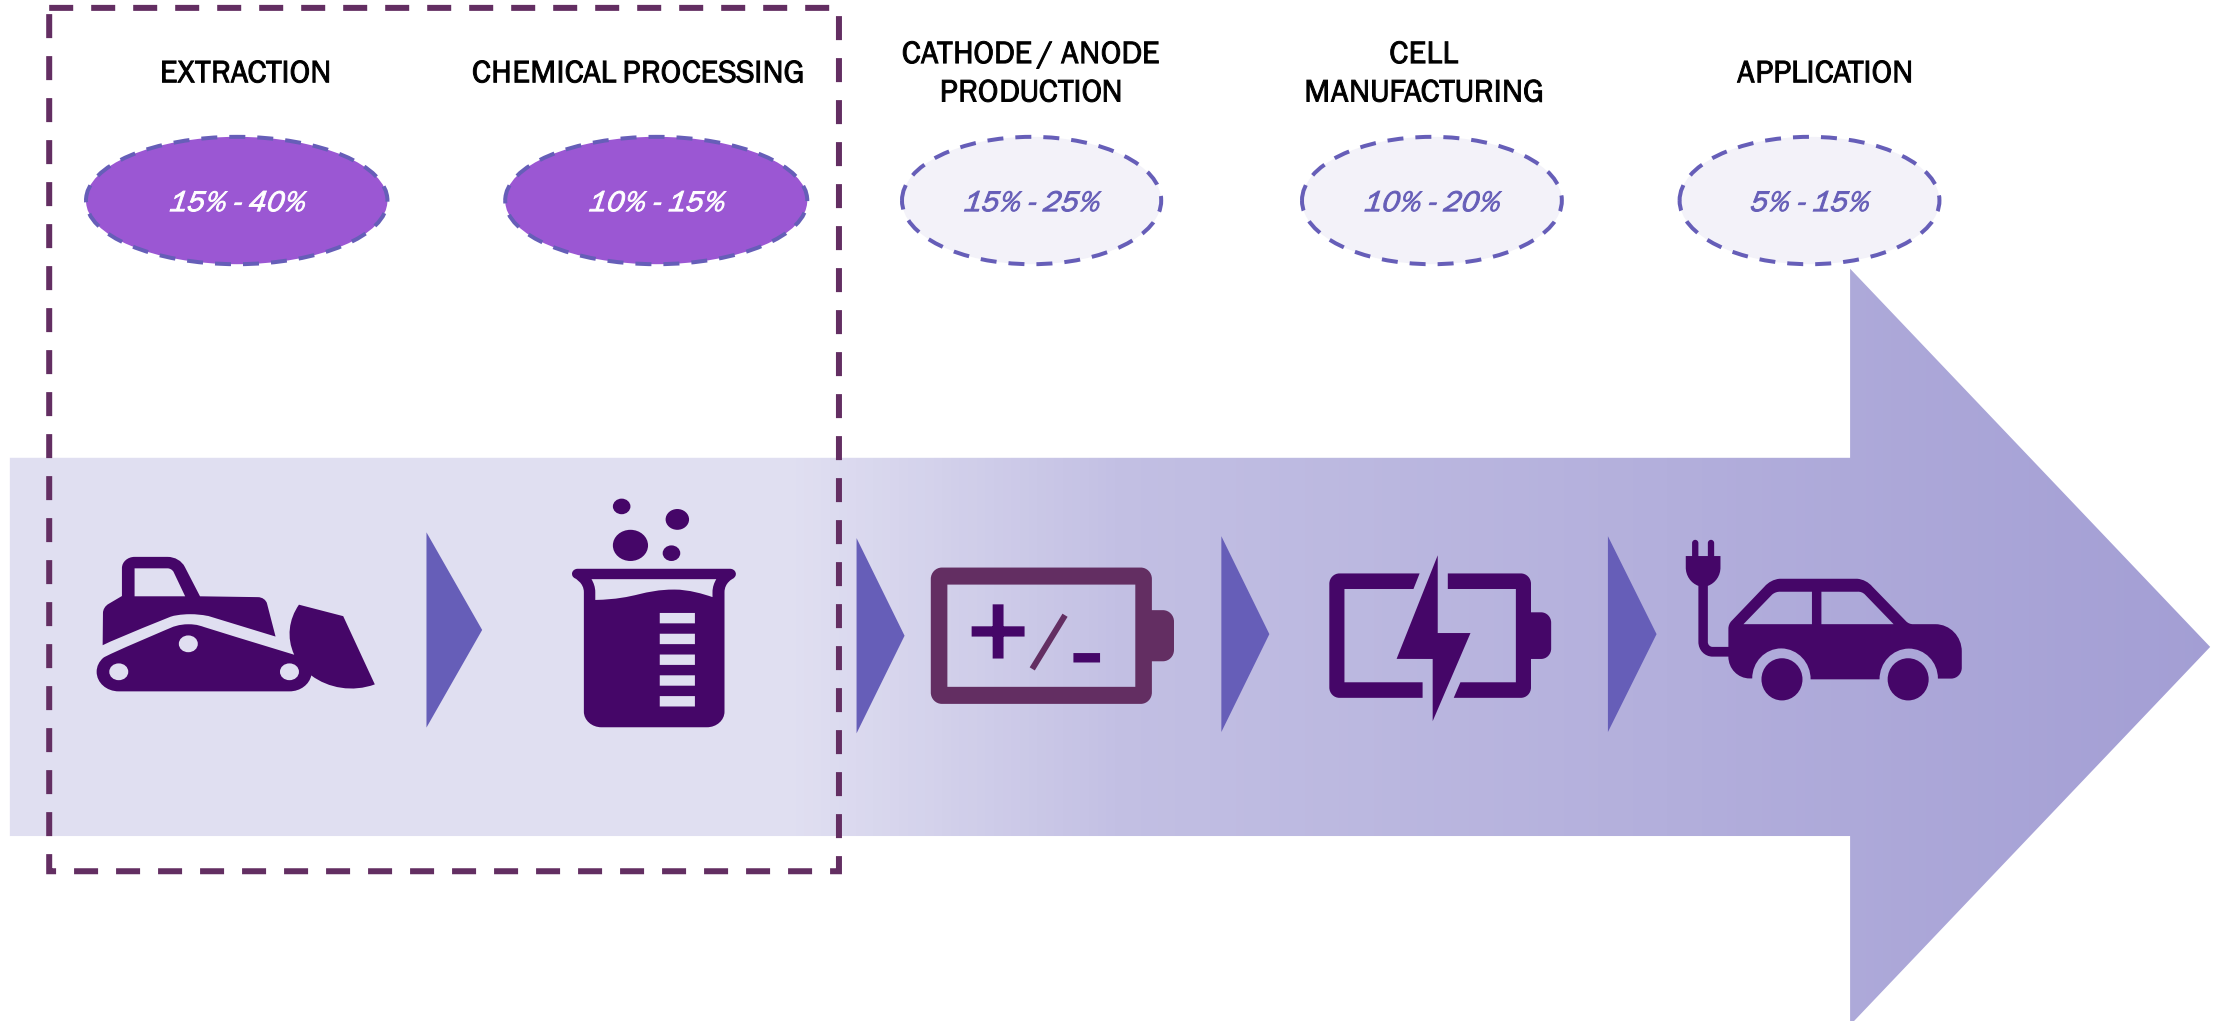 EXTRACTION
CHEMICAL PROCESSING
CATHODE / ANODE
PRODUCTION
CELL
MANUFACTURING
APPLICATION
15% - 40%
10% - 15%
15% - 25%
10% - 20%
5% - 15%
+/-